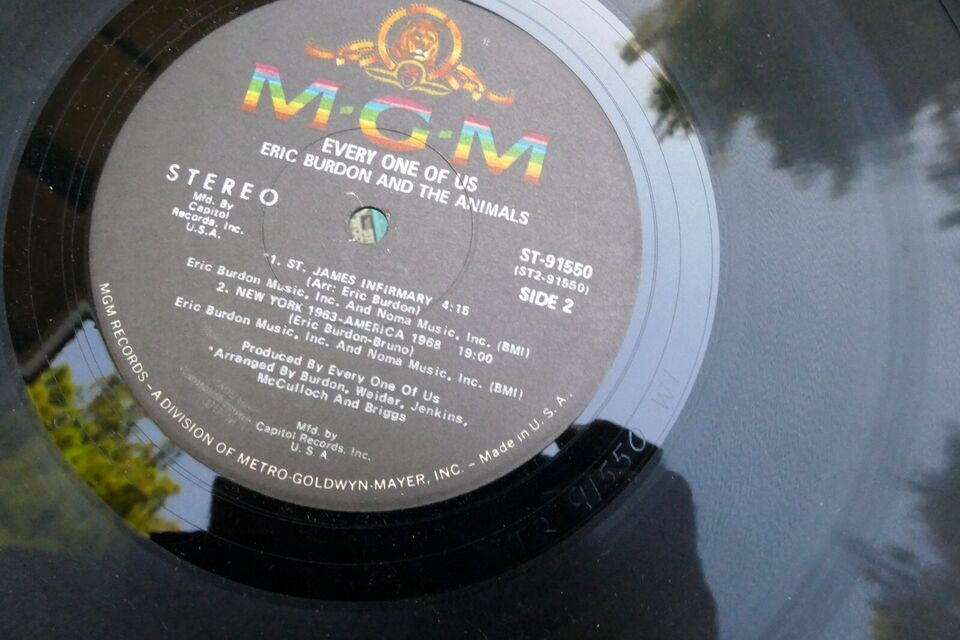 M·G·M
EVERY ONE OF US
ERIC BURDON AND THE ANIMALS
STEREO
Mfd. By
Capitol
Records, Inc.
U.S.A.
ST-91550
(ST2-91550)
SIDE 2
*1. ST. JAMES INFIRMARY 4:15
(Arr: Eric Burdon)
Eric Burdon Music, Inc. And Noma Music, Inc. (BMI)
2. NEW YORK 1963-AMERICA 1968 19:00
(Eric Burdon-Bruno)
Eric Burdon Music, Inc. And Noma Music, Inc. (BMI)
Produced By Every One Of Us
*Arranged By Burdon, Weider, Jenkins,
McCulloch And Briggs
Mfd. by
Capitol Records, Inc.
U. S. A
MGM RECORDS – A DIVISION OF METRO-GOLDWYN-MAYER, INC. – Made in U.S.A.
91550